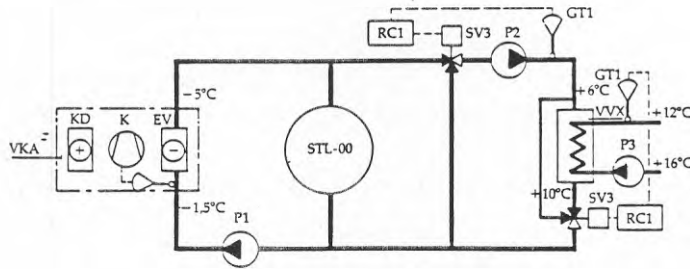 GT1
RC1
SV3
P2
GT1
+6°C
-5°C
VVX
+12°C
KD
K
EV
VKA
STL-00
P3
+16°C
+10°C
-1,5°C
SV3
RC1
P1